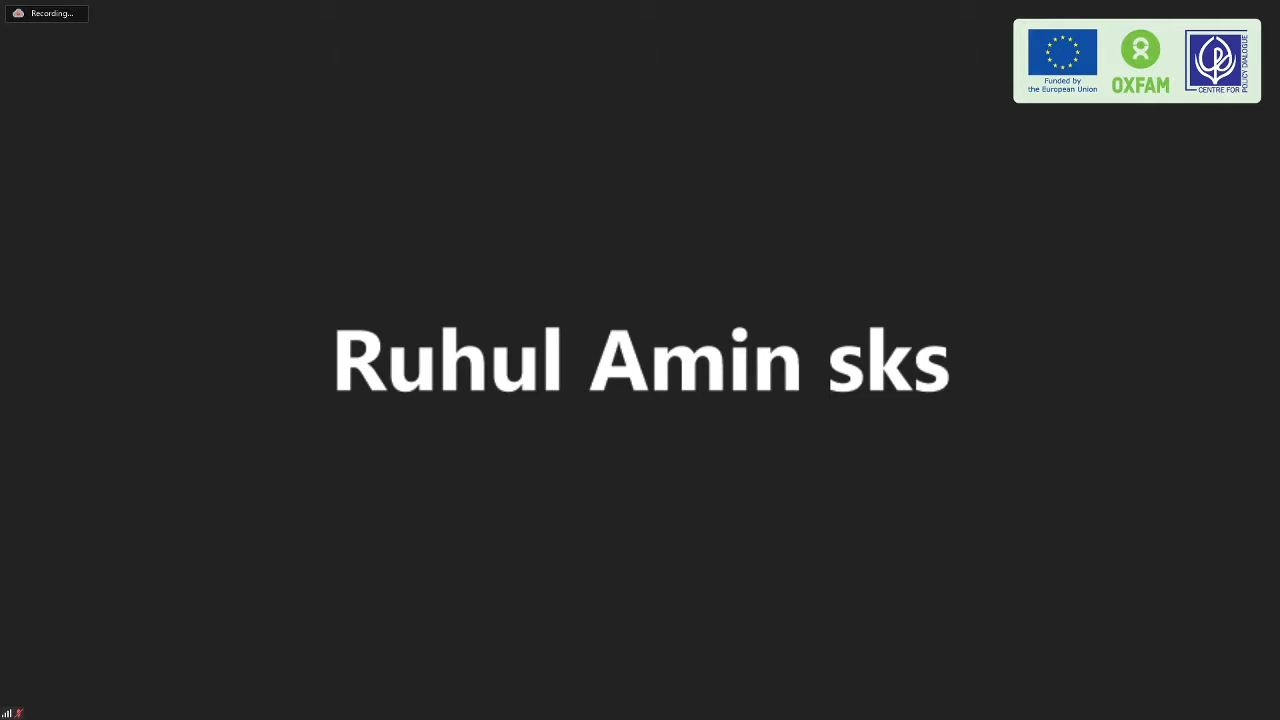 Recording...
Funded by
the European Union
OXFAM
CENTRE FOR
POLICY DIALOGUE
Ruhul Amin sks